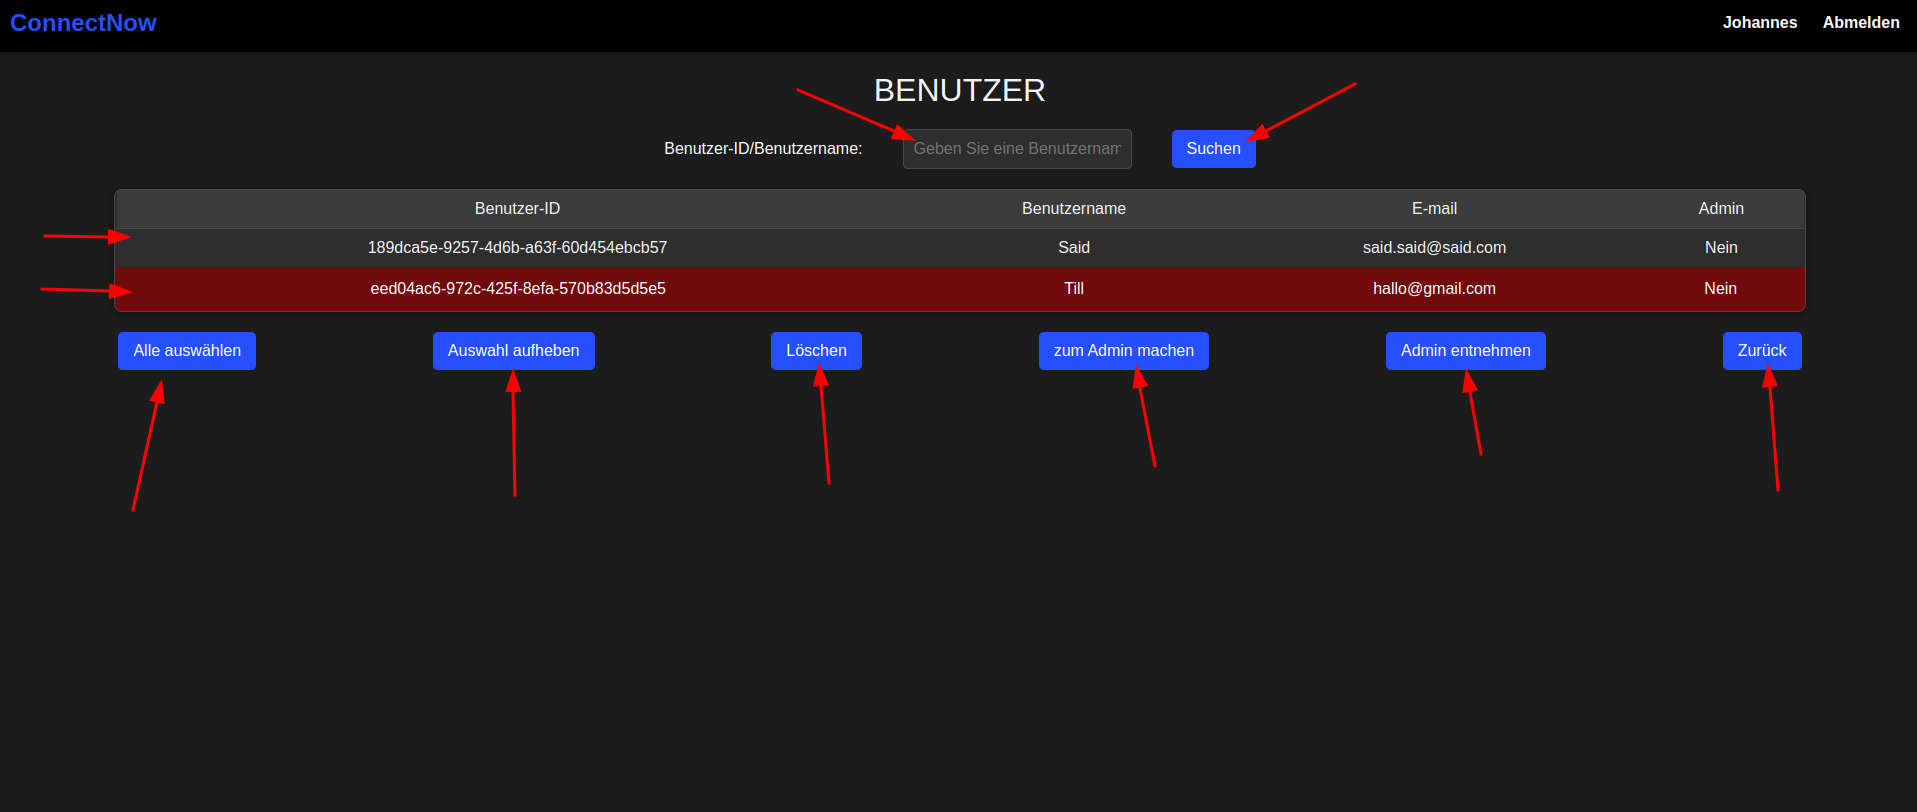 ConnectNow Johannes Abmelden
BENUTZER
Benutzer-ID/Benutzername: Geben Sie eine Benutzernam Suchen
Benutzer-ID Benutzername E-mail Admin
189dca5e-9257-4d6b-a63f-60d454ebcb57 Said said.said@said.com Nein
eed04ac6-972c-425f-8efa-570b83d5d5e5 Till hallo@gmail.com Nein
Alle auswählen Auswahl aufheben Löschen zum Admin machen Admin entnehmen Zurück